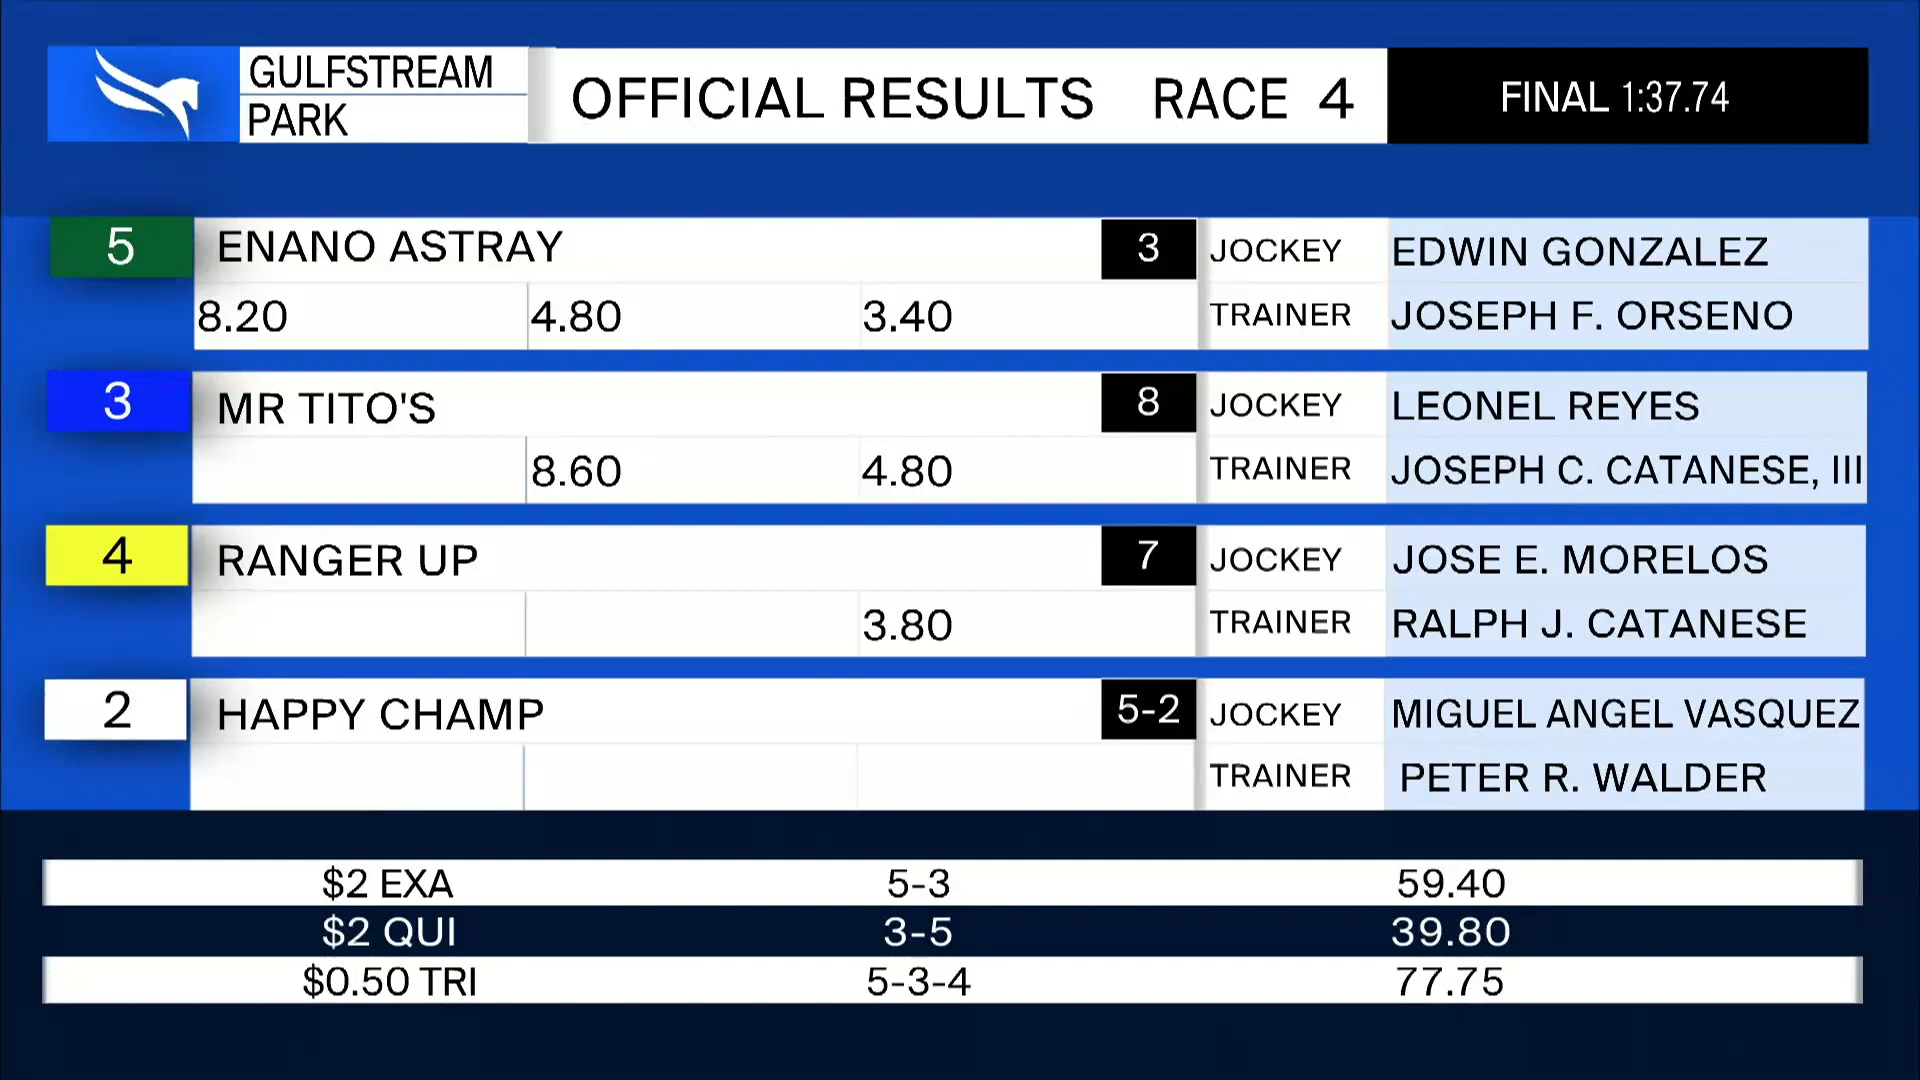 GULFSTREAM
PARK
OFFICIAL RESULTS RACE 4
FINAL 1:37.74
5 ENANO ASTRAY 3 JOCKEY EDWIN GONZALEZ
8.20 4.80 3.40 TRAINER JOSEPH F. ORSENO
3 MR TITO'S 8 JOCKEY LEONEL REYES
8.60 4.80 TRAINER JOSEPH C. CATANESE, III
4 RANGER UP 7 JOCKEY JOSE E. MORELOS
3.80 TRAINER RALPH J. CATANESE
2 HAPPY CHAMP 5-2 JOCKEY MIGUEL ANGEL VASQUEZ
TRAINER PETER R. WALDER
$2 EXA 5-3 59.40
$2 QUI 3-5 39.80
$0.50 TRI 5-3-4 77.75